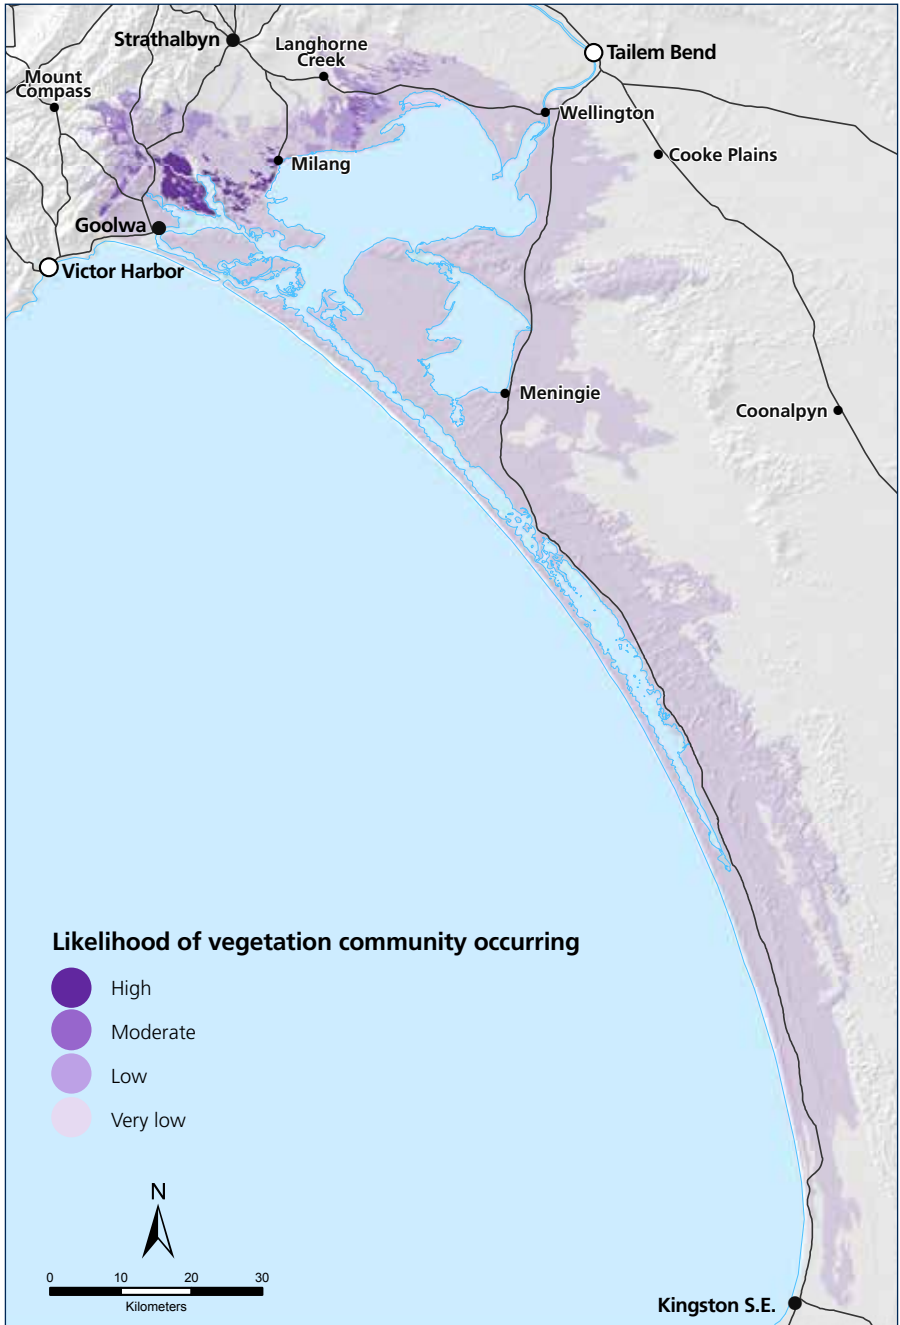 Strathalbyn
Langhorne
Creek
Tailem Bend
Mount
Compass
Wellington
Cooke Plains
Milang
Goolwa
Victor Harbor
Meningie
Coonalpyn
Likelihood of vegetation community occurring
High
Moderate
Low
Very low
N
0 10 20 30
Kilometers
Kingston S.E.